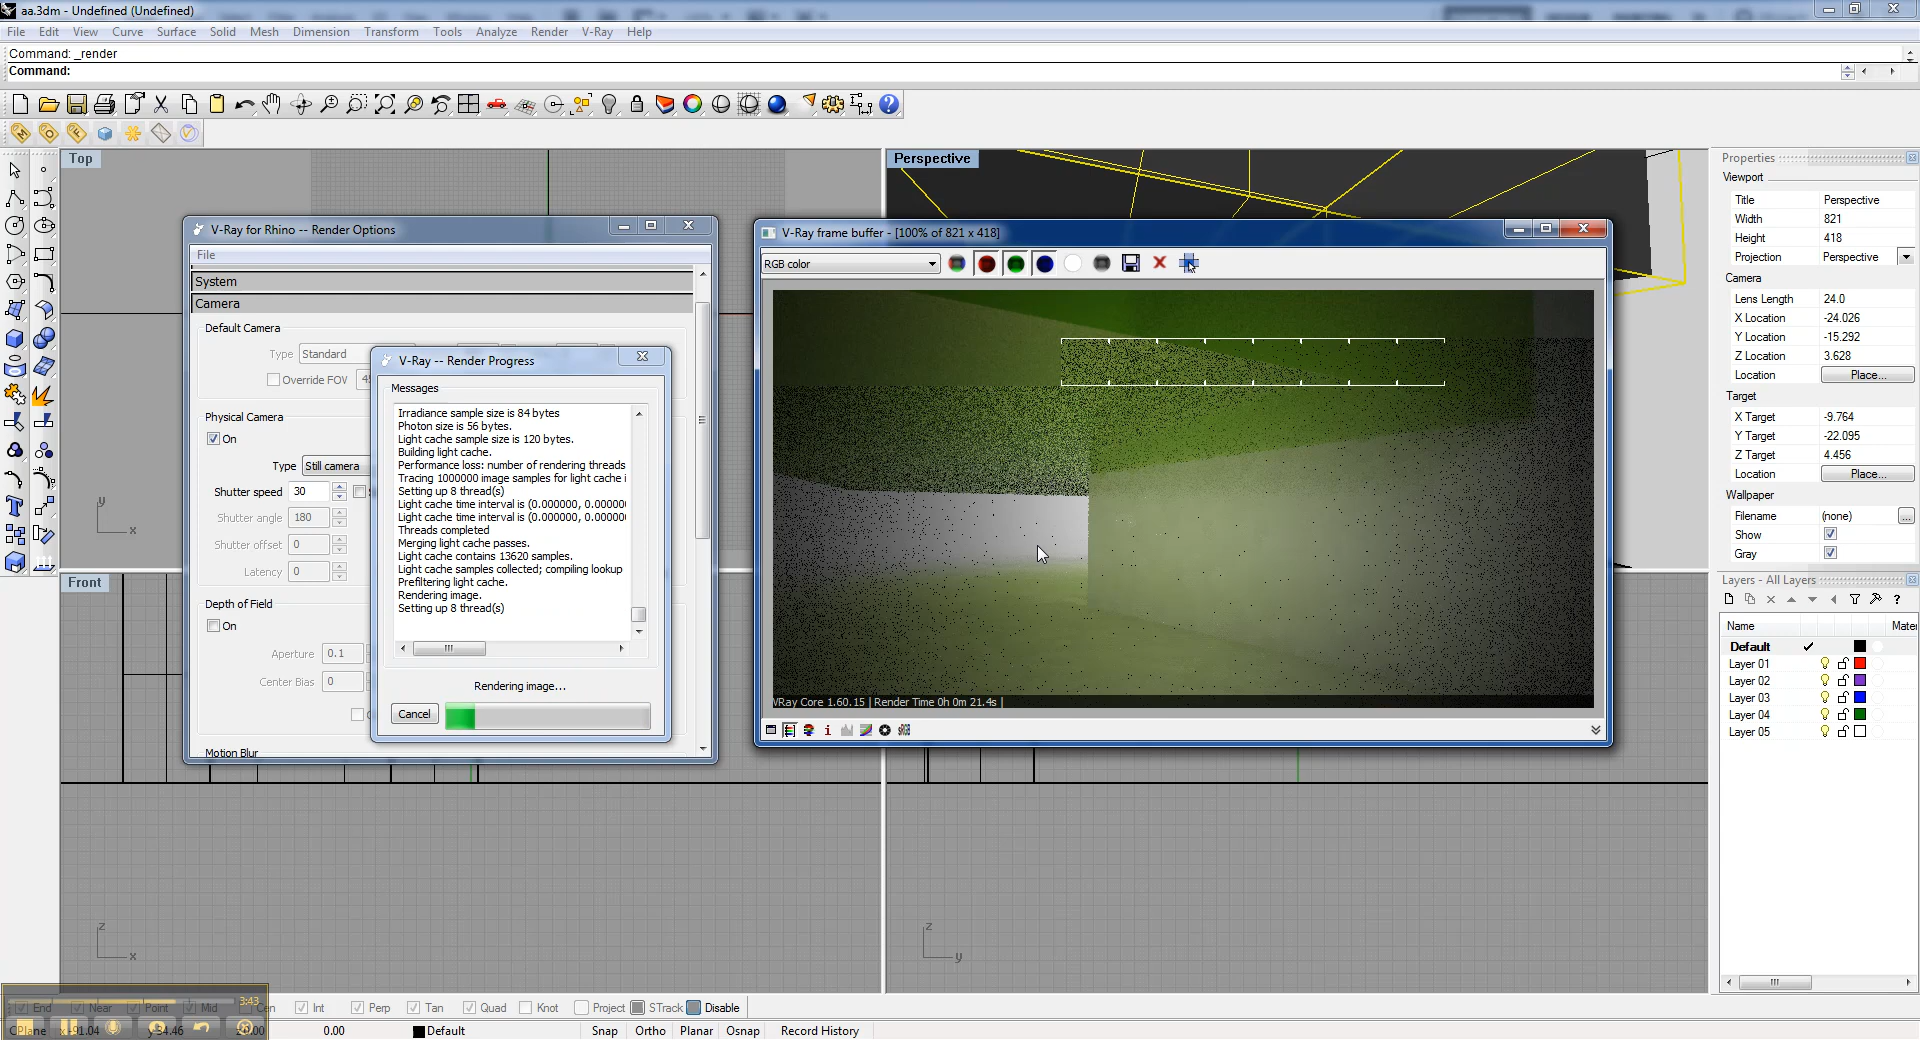 aa.3dm - Undefined (Undefined)
File Edit View Curve Surface Solid Mesh Dimension Transform Tools Analyze Render V-Ray Help
Command: _render
Command:
Top
Perspective
Front
V-Ray for Rhino -- Render Options
File
System
Camera
Default Camera
Type Standard
Override FOV
Physical Camera
On
Type Still camera
Shutter speed 30
Shutter angle 180
Shutter offset 0
Latency 0
Depth of Field
On
Aperture 0.1
Center Bias 0
Motion Blur
V-Ray -- Render Progress
Messages
Irradiance sample size is 84 bytes
Photon size is 56 bytes.
Light cache sample size is 120 bytes.
Building light cache.
Performance loss: number of rendering threads
Tracing 1000000 image samples for light cache i
Setting up 8 thread(s)
Light cache time interval is (0.000000, 0.00000
Light cache time interval is (0.000000, 0.00000
Threads completed
Merging light cache passes.
Light cache contains 13620 samples.
Light cache samples collected; compiling lookup
Prefiltering light cache.
Rendering image.
Setting up 8 thread(s)
Rendering image...
Cancel
V-Ray frame buffer - [100% of 821 x 418]
RGB color
VRay Core 1.60.15 | Render Time 0h 0m 21.4s |
Properties
Viewport
Title Perspective
Width 821
Height 418
Projection Perspective
Camera
Lens Length 24.0
X Location -24.026
Y Location -15.292
Z Location 3.628
Location Place...
Target
X Target -9.764
Y Target -22.095
Z Target 4.456
Location Place...
Wallpaper
Filename (none) ...
Show
Gray
Layers - All Layers
Name Mater
Default
Layer 01
Layer 02
Layer 03
Layer 04
Layer 05
x
y
z
x
z
y
End Near Point Mid Cen Int Perp Tan Quad Knot Project STrack Disable
3:43
CPlane x +91.04 y -34.46 0.00 Default Snap Ortho Planar Osnap Record History